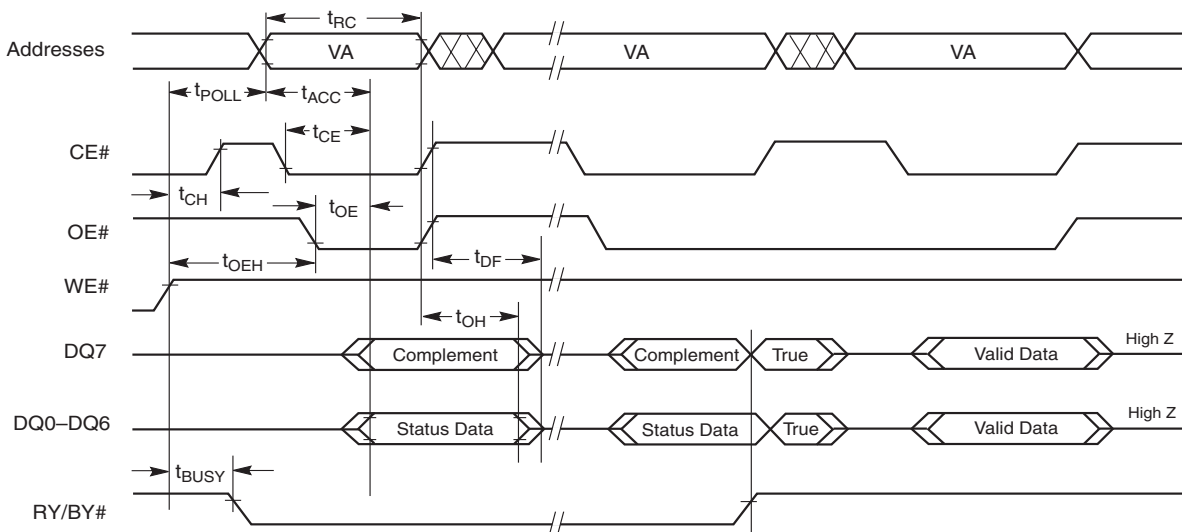 tRC
Addresses VA VA VA
tPOLL tACC
tCE
CE#
tCH tOE
OE#
tOEH tDF
WE#
tOH
DQ7 Complement Complement True Valid Data High Z
DQ0–DQ6 Status Data Status Data True Valid Data High Z
tBUSY
RY/BY#